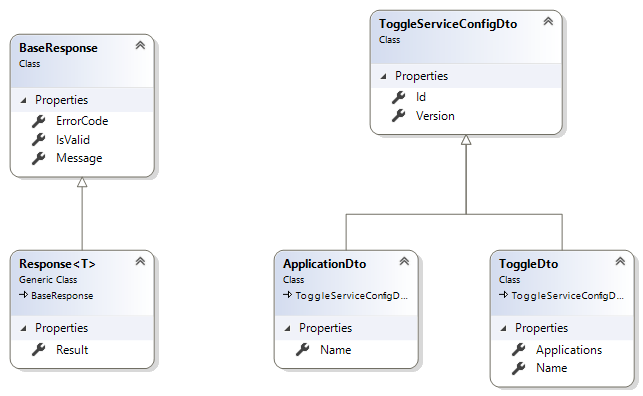 BaseResponse
Class
Properties
ErrorCode
IsValid
Message
ToggleServiceConfigDto
Class
Properties
Id
Version
Response<T>
Generic Class
BaseResponse
Properties
Result
ApplicationDto
Class
ToggleServiceConfigD...
Properties
Name
ToggleDto
Class
ToggleServiceConfigD...
Properties
Applications
Name